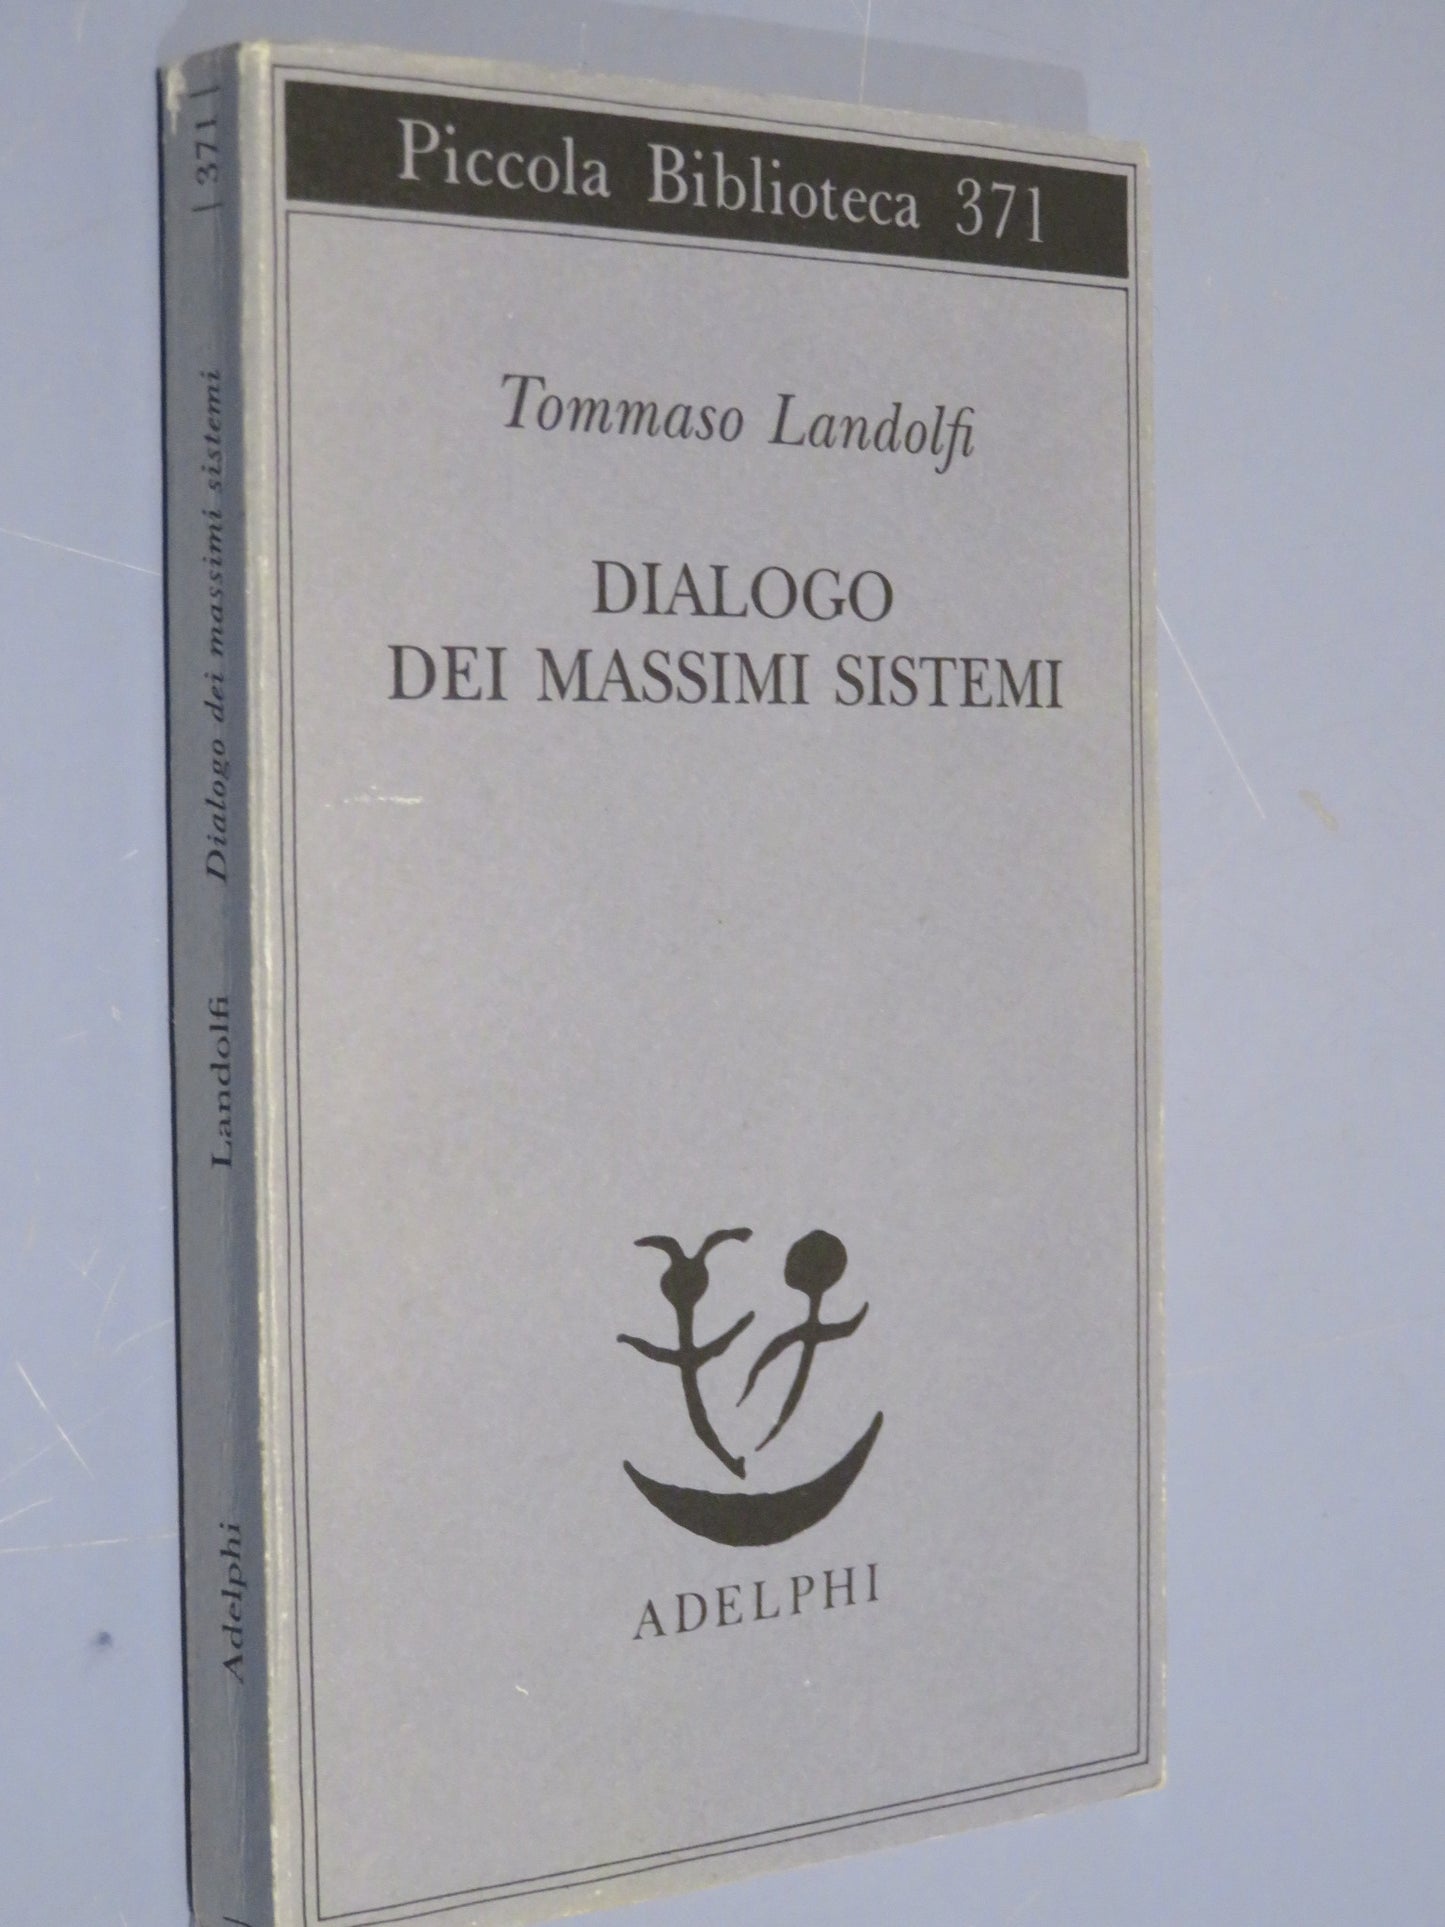 Piccola Biblioteca 371
Tommaso Landolfi
DIALOGO
DEI MASSIMI SISTEMI
ADELPHI
Adelphi Landolfi Dialogo dei massimi sistemi | 371 |